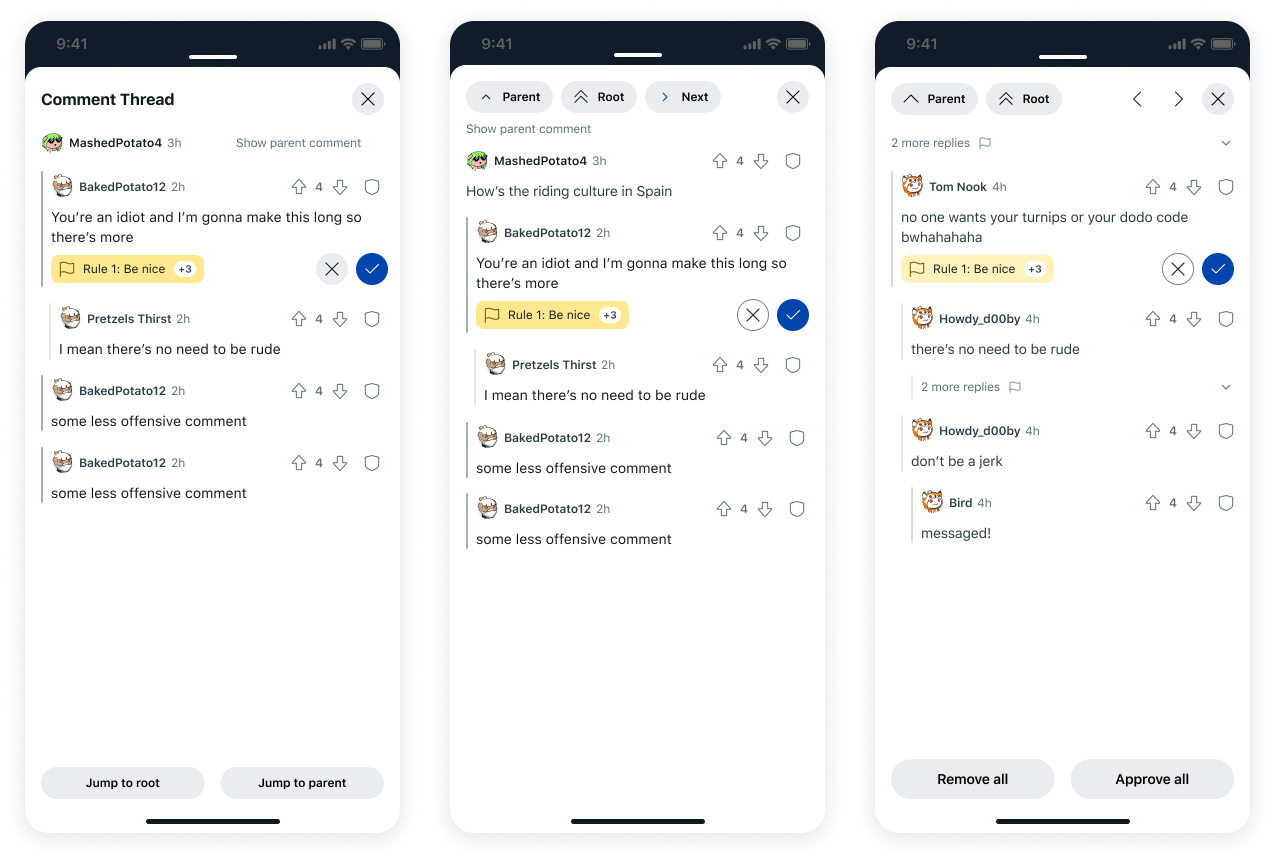 9:41
Comment Thread
MashedPotato4 3h Show parent comment
BakedPotato12 2h 4
You’re an idiot and I’m gonna make this long so
there’s more
Rule 1: Be nice +3
Pretzels Thirst 2h 4
I mean there’s no need to be rude
BakedPotato12 2h 4
some less offensive comment
BakedPotato12 2h 4
some less offensive comment
Jump to root Jump to parent
9:41
Parent Root Next
Show parent comment
MashedPotato4 3h 4
How’s the riding culture in Spain
BakedPotato12 2h 4
You’re an idiot and I’m gonna make this long so
there’s more
Rule 1: Be nice +3
Pretzels Thirst 2h 4
I mean there’s no need to be rude
BakedPotato12 2h 4
some less offensive comment
BakedPotato12 2h 4
some less offensive comment
9:41
Parent Root
2 more replies
Tom Nook 4h 4
no one wants your turnips or your dodo code
bwhahahaha
Rule 1: Be nice +3
Howdy_d00by 4h 4
there’s no need to be rude
2 more replies
Howdy_d00by 4h 4
don’t be a jerk
Bird 4h 4
messaged!
Remove all Approve all